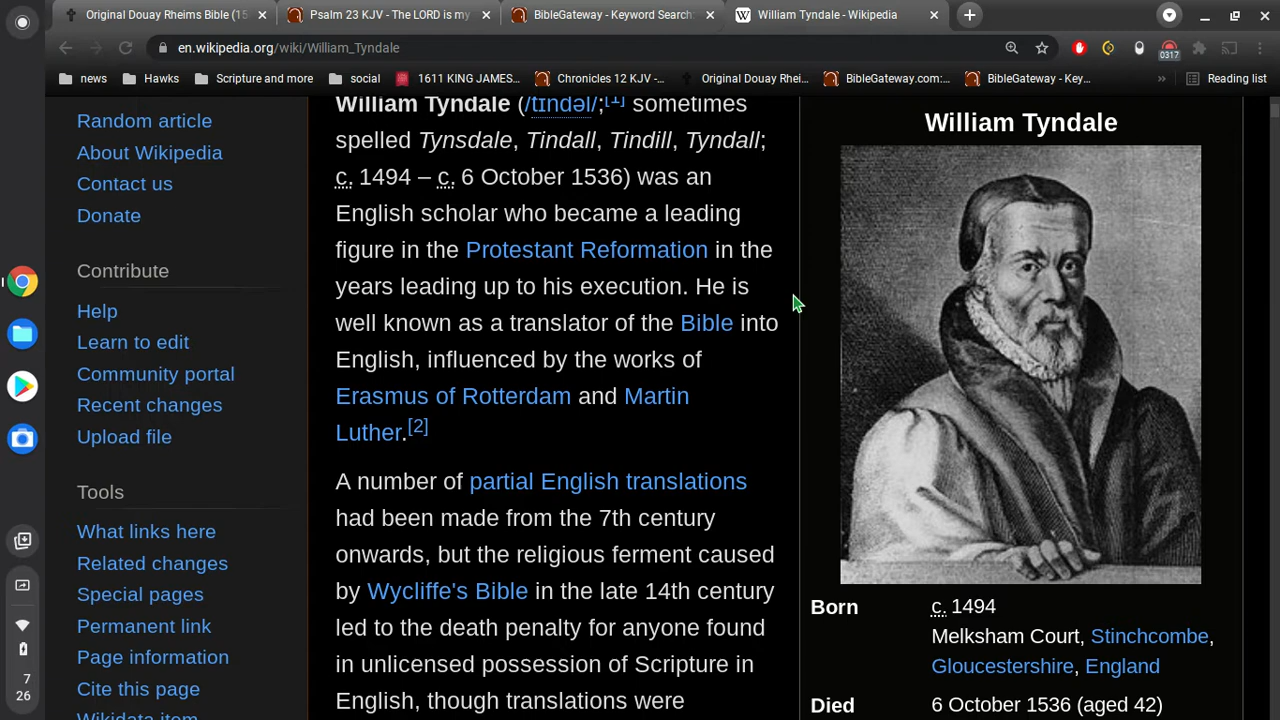 Original Douay Rheims Bible (15
Psalm 23 KJV - The LORD is my
BibleGateway - Keyword Search:
William Tyndale - Wikipedia
en.wikipedia.org/wiki/William_Tyndale
0317
news
Hawks
Scripture and more
social
1611 KING JAMES...
Chronicles 12 KJV -...
Original Douay Rhei...
BibleGateway.com:...
BibleGateway - Key...
»
Reading list
Random article
About Wikipedia
Contact us
Donate
Contribute
Help
Learn to edit
Community portal
Recent changes
Upload file
Tools
What links here
Related changes
Special pages
Permanent link
Page information
Cite this page
Wikidata item
William Tyndale (/ˈtɪndəl/;[1] sometimes
spelled Tynsdale, Tindall, Tindill, Tyndall;
c. 1494 – c. 6 October 1536) was an
English scholar who became a leading
figure in the Protestant Reformation in the
years leading up to his execution. He is
well known as a translator of the Bible into
English, influenced by the works of
Erasmus of Rotterdam and Martin
Luther.[2]
A number of partial English translations
had been made from the 7th century
onwards, but the religious ferment caused
by Wycliffe's Bible in the late 14th century
led to the death penalty for anyone found
in unlicensed possession of Scripture in
English, though translations were
William Tyndale
Born
c. 1494
Melksham Court, Stinchcombe,
Gloucestershire, England
Died
6 October 1536 (aged 42)
7
26